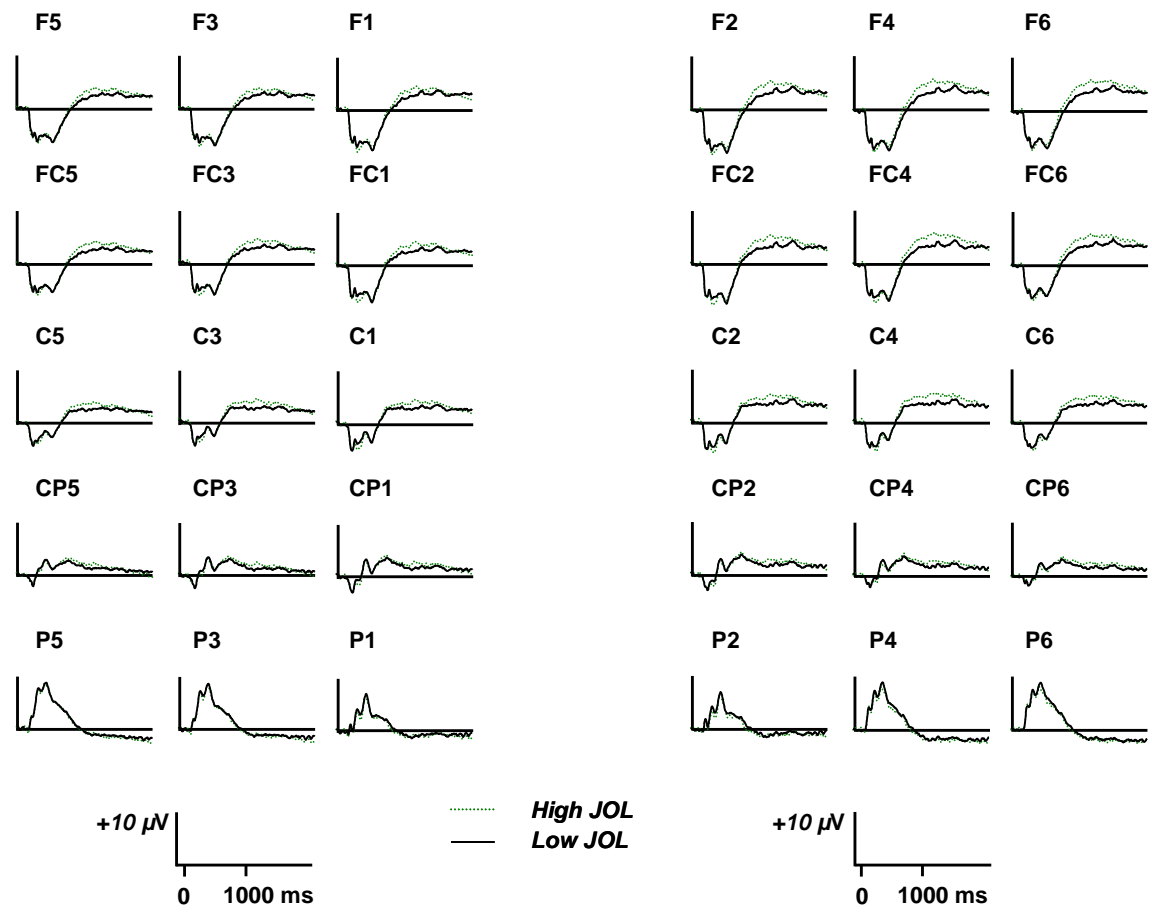 F5 F3 F1 F2 F4 F6
FC5 FC3 FC1 FC2 FC4 FC6
C5 C3 C1 C2 C4 C6
CP5 CP3 CP1 CP2 CP4 CP6
P5 P3 P1 P2 P4 P6
+10 µV High JOL +10 µV
Low JOL
0 1000 ms 0 1000 ms